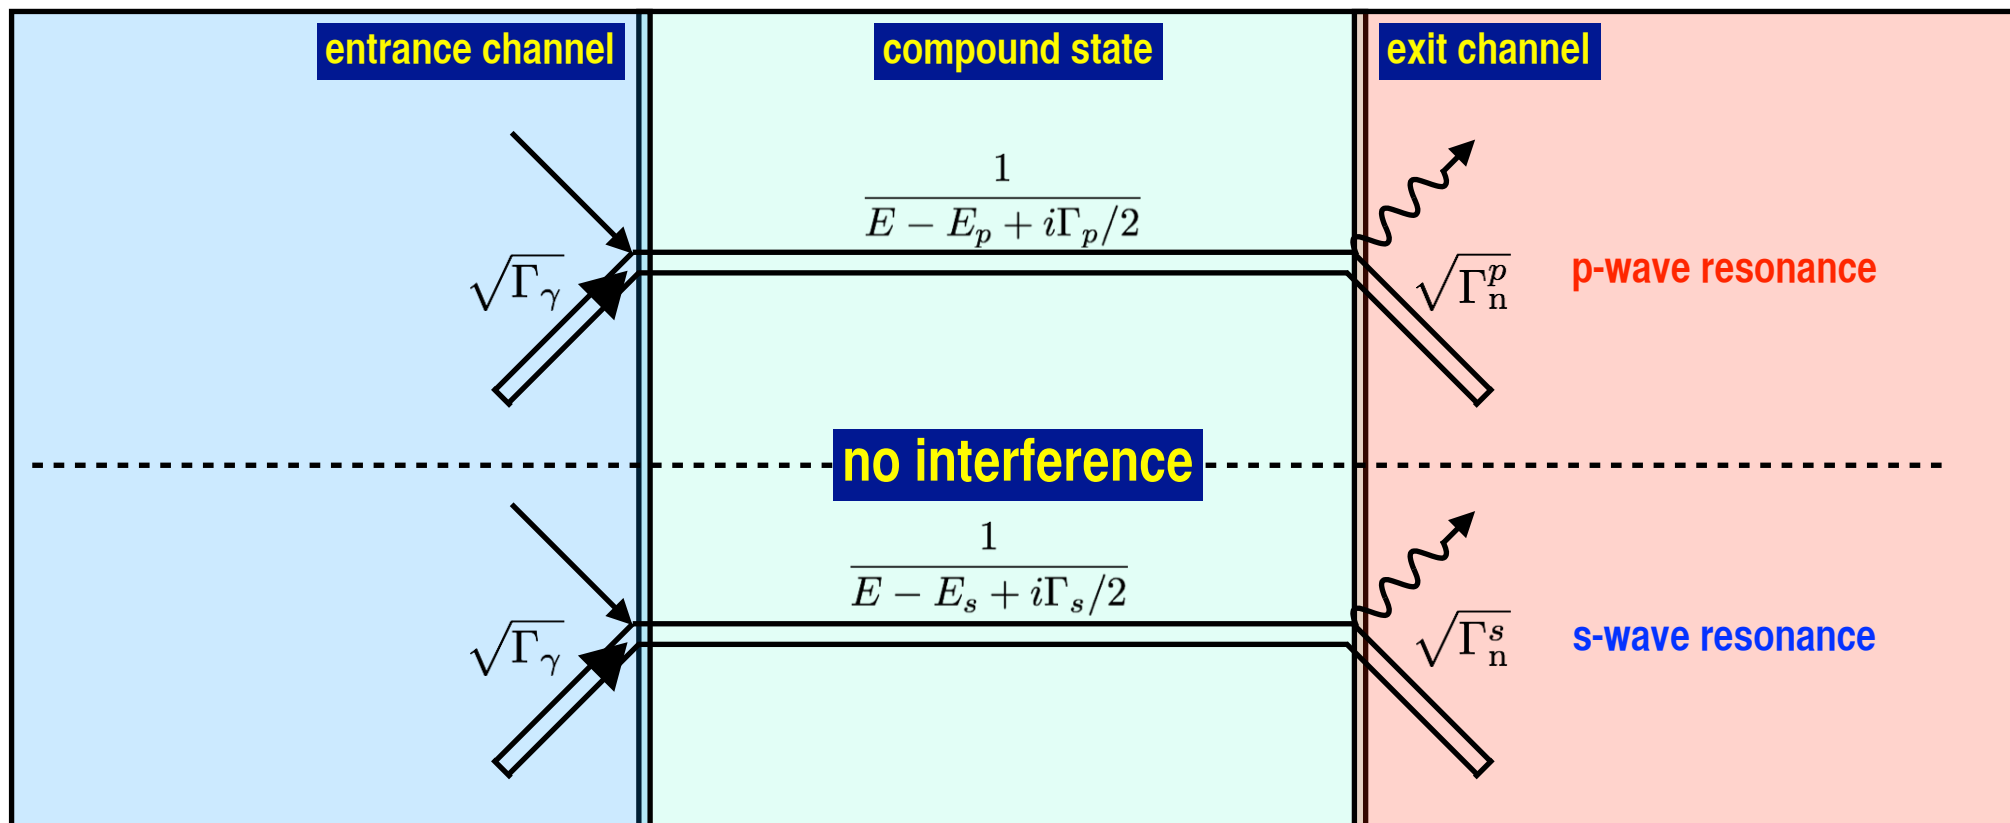 entrance channel
compound state
exit channel
1
E − E_p + iΓ_p/2
√Γ_γ
√Γ_n^p
p-wave resonance
no interference
1
E − E_s + iΓ_s/2
√Γ_γ
√Γ_n^s
s-wave resonance